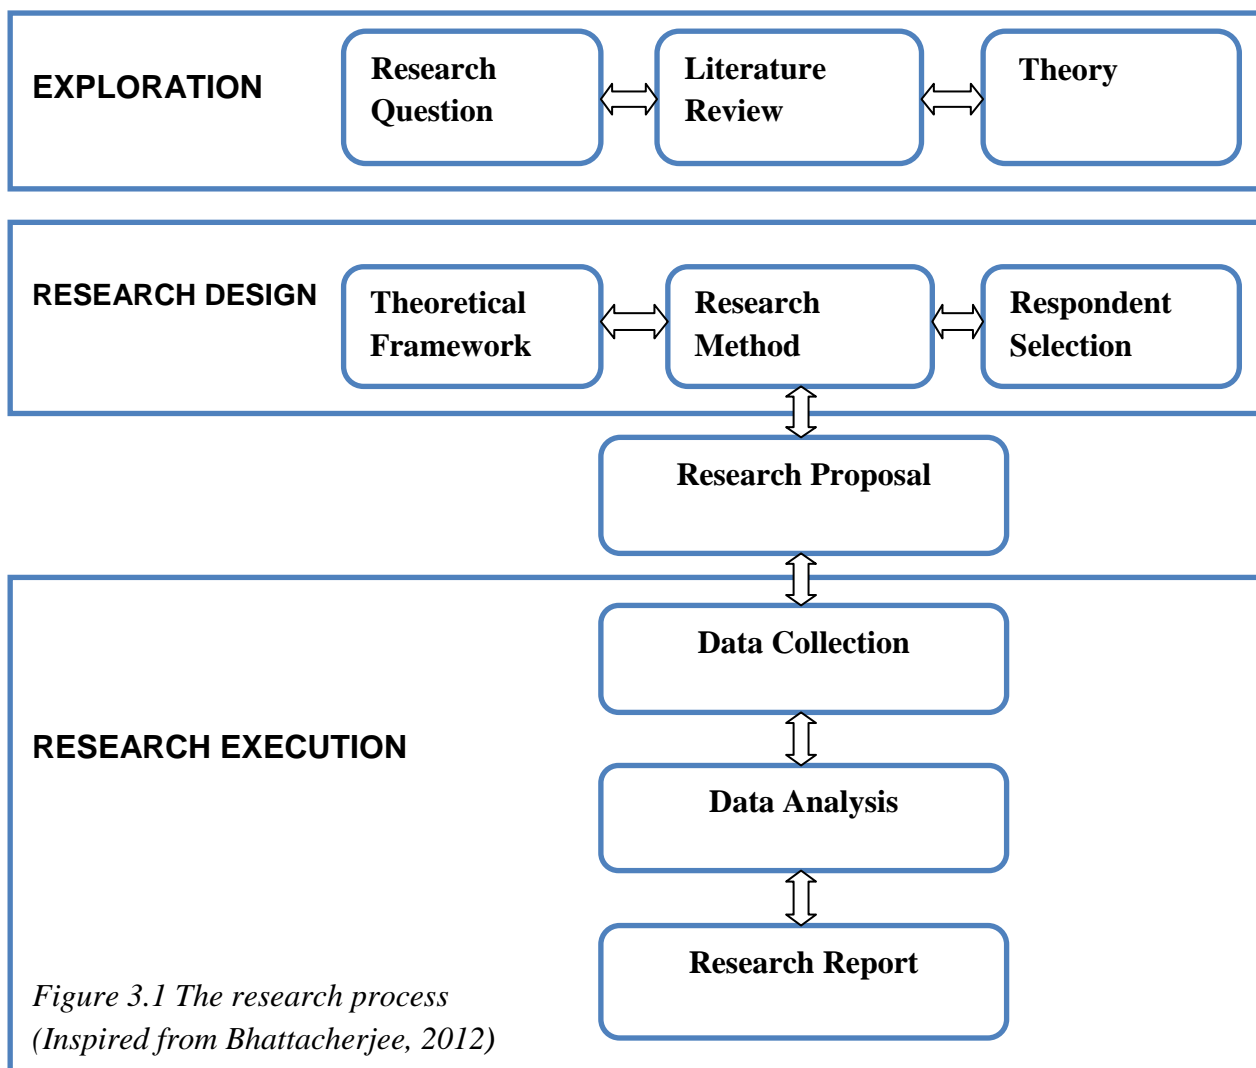 EXPLORATION
Research
Question
Literature
Review
Theory
RESEARCH DESIGN
Theoretical
Framework
Research
Method
Respondent
Selection
Research Proposal
Data Collection
RESEARCH EXECUTION
Data Analysis
Research Report
Figure 3.1 The research process
(Inspired from Bhattacherjee, 2012)